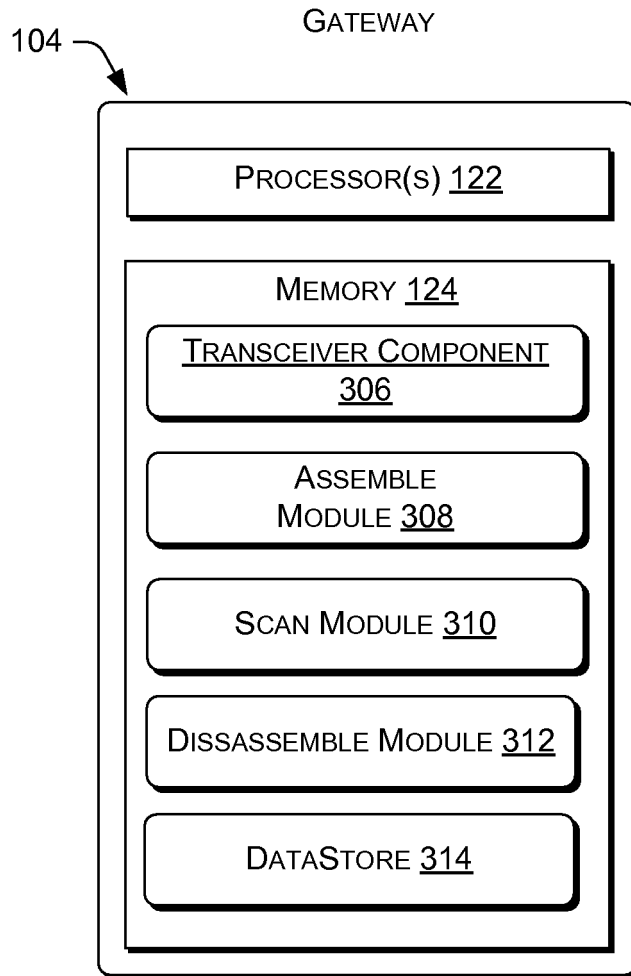 GATEWAY
104
PROCESSOR(S) 122
MEMORY 124
TRANSCEIVER COMPONENT
306
ASSEMBLE
MODULE 308
SCAN MODULE 310
DISSASSEMBLE MODULE 312
DATASTORE 314